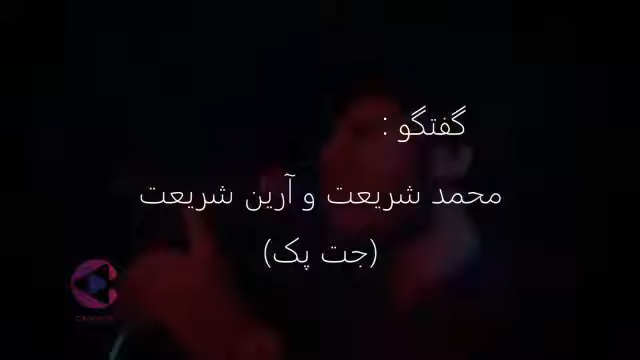 گفتگو :
محمد شریعت و آرین شریعت
(جت پک)